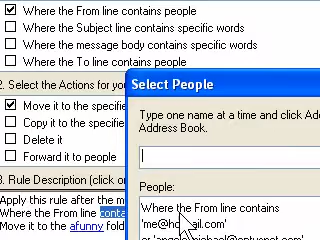 Where the From line contains people
Where the Subject line contains specific words
Where the message body contains specific words
Where the To line contains people
2. Select the Actions for you
Move it to the specifie
Copy it to the specifie
Delete it
Forward it to people
3. Rule Description (click on
Apply this rule after the m
Where the From line conta
Move it to the afunny fold
Select People
Type one name at a time and click Ad
Address Book.
People:
Where the From line contains
'me@ho ail.com'
or